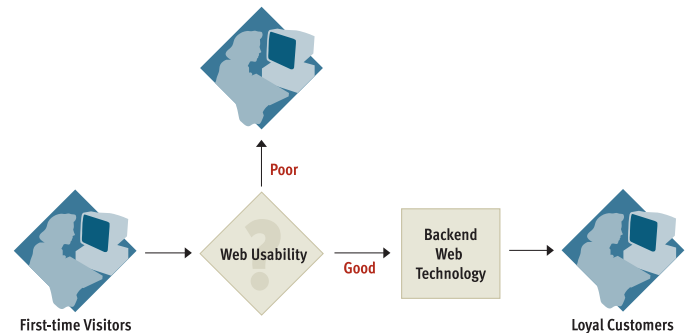 Poor
?
Web Usability
Good
Backend
Web
Technology
First-time Visitors
Loyal Customers